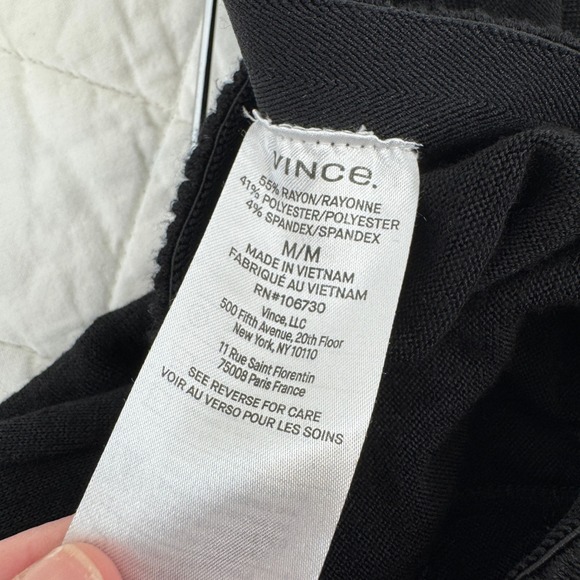 VINCe.
55% RAYON/RAYONNE
41% POLYESTER/POLYESTER
4% SPANDEX/SPANDEX
M/M
MADE IN VIETNAM
FABRIQUÉ AU VIETNAM
RN#106730
Vince, LLC
500 Fifth Avenue, 20th Floor
New York, NY 10110
11 Rue Saint Florentin
75008 Paris France
SEE REVERSE FOR CARE
VOIR AU VERSO POUR LES SOINS